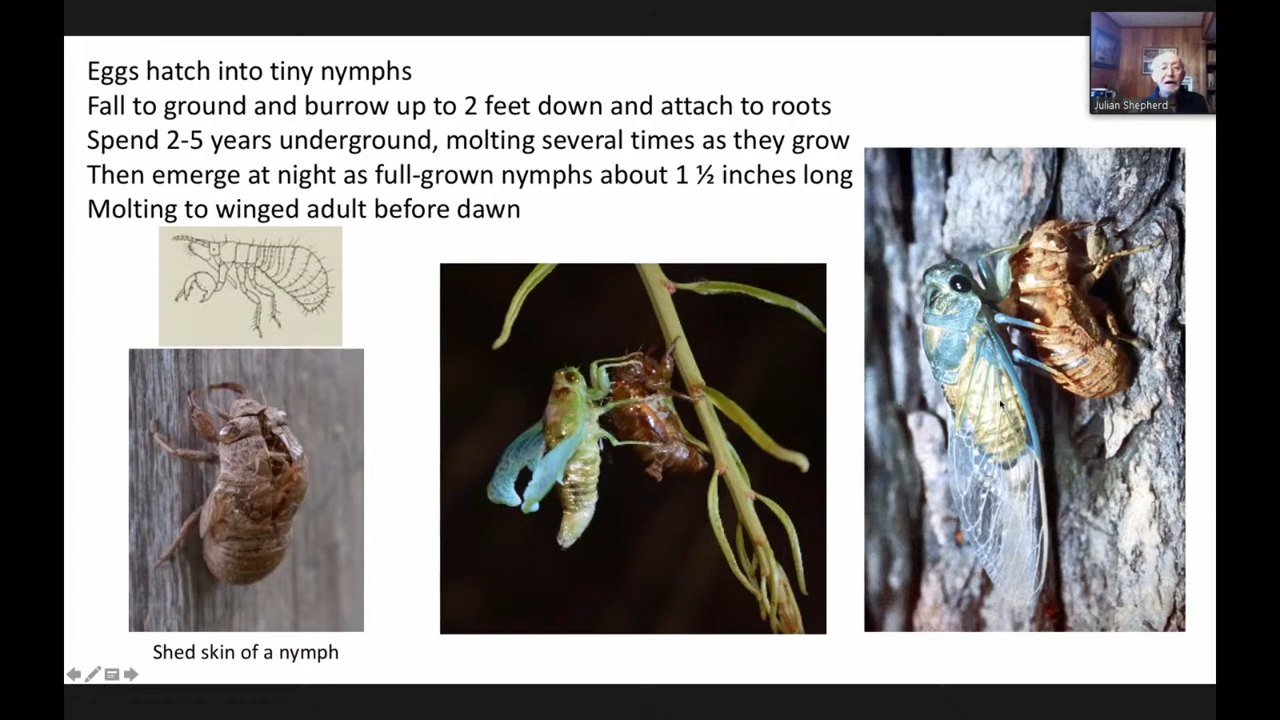 Eggs hatch into tiny nymphs
Fall to ground and burrow up to 2 feet down and attach to roots
Spend 2-5 years underground, molting several times as they grow
Then emerge at night as full-grown nymphs about 1 ½ inches long
Molting to winged adult before dawn
Julian Shepherd
Shed skin of a nymph